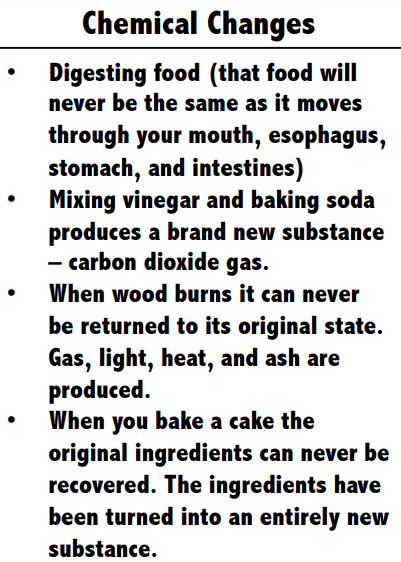 Chemical Changes
• Digesting food (that food will
never be the same as it moves
through your mouth, esophagus,
stomach, and intestines)
• Mixing vinegar and baking soda
produces a brand new substance
– carbon dioxide gas.
• When wood burns it can never
be returned to its original state.
Gas, light, heat, and ash are
produced.
• When you bake a cake the
original ingredients can never be
recovered. The ingredients have
been turned into an entirely new
substance.